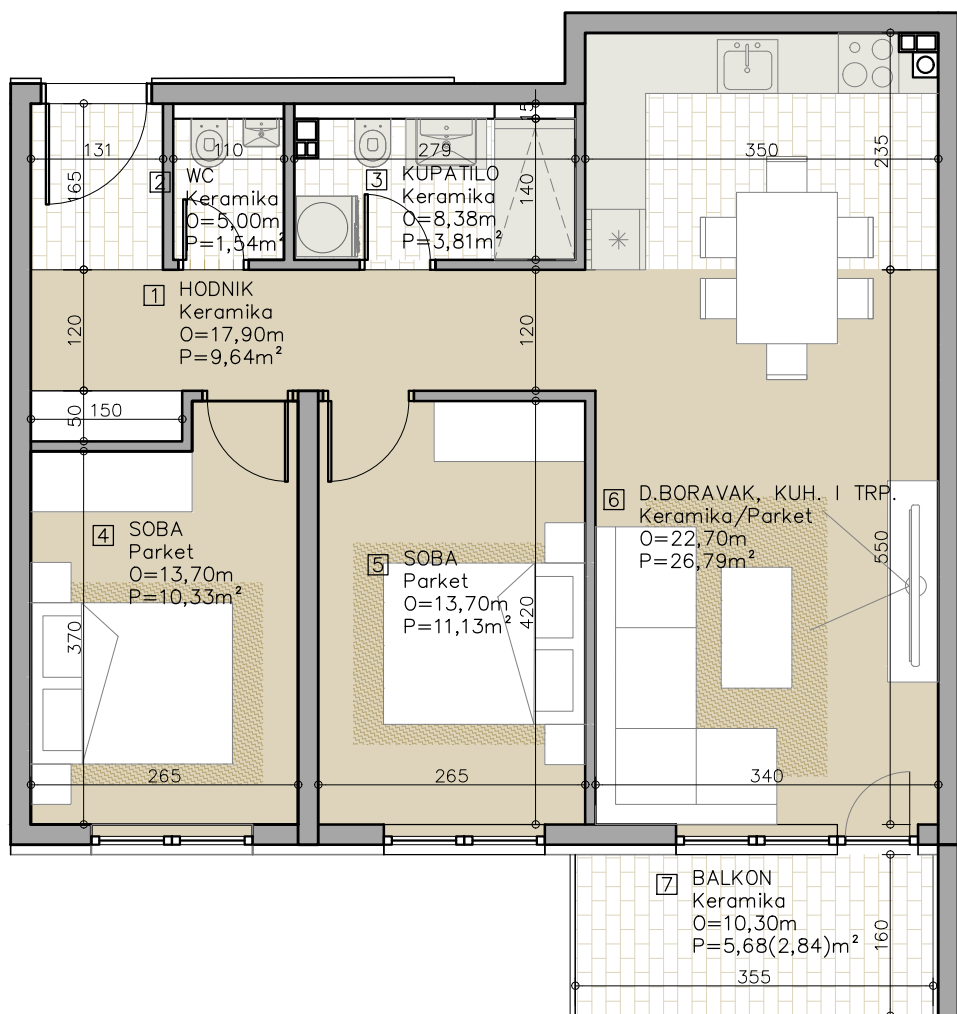 15
131
110
279
350
235
165
140
2 WC
Keramika
O=5,00m
P=1,54m²
3 KUPATILO
Keramika
O=8,38m
P=3,81m²
1 HODNIK
Keramika
O=17,90m
P=9,64m²
120
120
50
150
4 SOBA
Parket
O=13,70m
P=10,33m²
5 SOBA
Parket
O=13,70m
P=11,13m²
6 D.BORAVAK, KUH. I TRP.
Keramika/Parket
O=22,70m
P=26,79m²
550
370
420
265
265
340
7 BALKON
Keramika
O=10,30m
P=5,68(2,84)m²
160
355